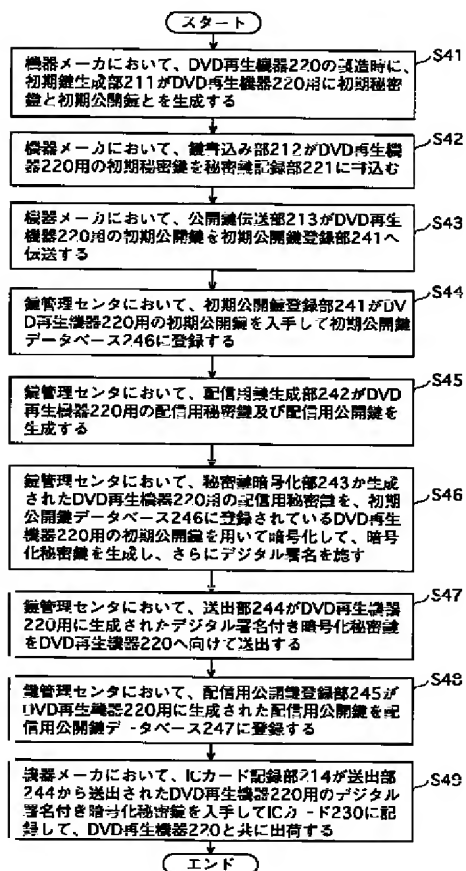 スタート
機器メーカにおいて、DVD再生機器220の製造時に、
初期鍵生成部211がDVD再生機器220用に初期秘密
鍵と初期公開鍵とを生成する
S41
機器メーカにおいて、鍵書込み部212がDVD再生機
器220用の初期秘密鍵を秘密鍵記録部221に書込む
S42
機器メーカにおいて、公開鍵伝送部213がDVD再生
機器220用の初期公開鍵を初期公開鍵登録部241へ
伝送する
S43
鍵管理センタにおいて、初期公開鍵登録部241がDV
D再生機器220用の初期公開鍵を入手して初期公開鍵
データベース246に登録する
S44
鍵管理センタにおいて、配信用鍵生成部242がDVD
再生機器220用の配信用秘密鍵及び配信用公開鍵を
生成する
S45
鍵管理センタにおいて、秘密鍵暗号化部243が生成
されたDVD再生機器220用の配信用秘密鍵を、初期
公開鍵データベース246に登録されているDVD再生
機器220用の初期公開鍵を用いて暗号化して、暗号
化秘密鍵を生成し、さらにデジタル署名を施す
S46
鍵管理センタにおいて、送出部244がDVD再生機器
220用に生成されたデジタル署名付き暗号化秘密鍵
をDVD再生機器220へ向けて送出する
S47
鍵管理センタにおいて、配信用公開鍵登録部245が
DVD再生機器220用に生成された配信用公開鍵を配
信用公開鍵データベース247に登録する
S48
機器メーカにおいて、ICカード記録部214が送出部
244から送出されたDVD再生機器220用のデジタル
署名付き暗号化秘密鍵を入手してICカード230に記
録して、DVD再生機器220と共に出荷する
S49
エンド